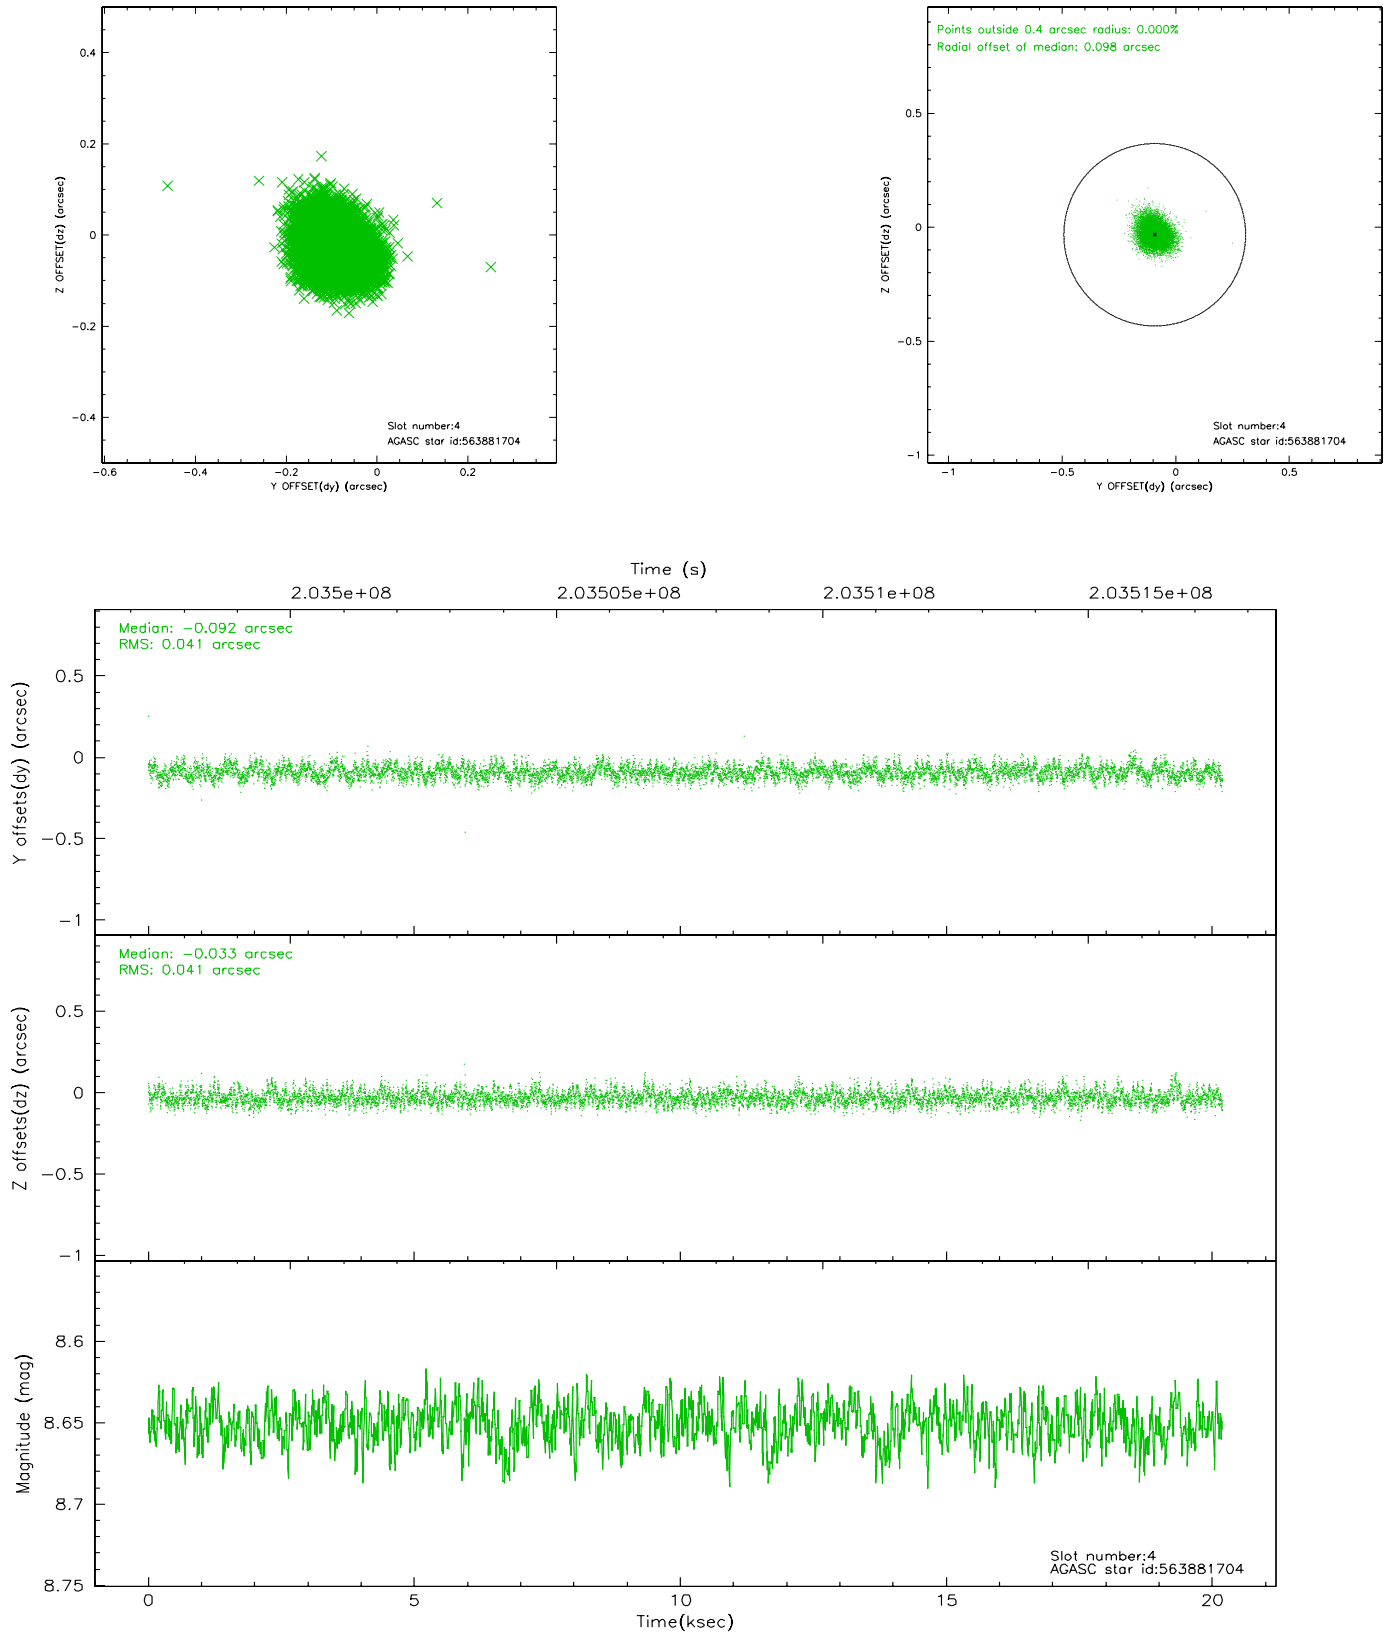 0.4
0.2
0
−0.2
−0.4
Z OFFSET(dz) (arcsec)
Slot number:4
AGASC star id:563881704
−0.6
−0.4
−0.2
0
0.2
Y OFFSET(dy) (arcsec)
Points outside 0.4 arcsec radius: 0.000%
Radial offset of median: 0.098 arcsec
0.5
0
−0.5
−1
Z OFFSET(dz) (arcsec)
Slot number:4
AGASC star id:563881704
−1
−0.5
0
0.5
Y OFFSET(dy) (arcsec)
Time (s)
2.035e+08
2.03505e+08
2.0351e+08
2.03515e+08
Median: −0.092 arcsec
RMS: 0.041 arcsec
0.5
0
−0.5
−1
Y offsets(dy) (arcsec)
Median: −0.033 arcsec
RMS: 0.041 arcsec
0.5
0
−0.5
−1
Z offsets(dz) (arcsec)
8.6
8.65
8.7
8.75
Magnitude (mag)
Slot number:4
AGASC star id:563881704
0
5
10
15
20
Time(ksec)